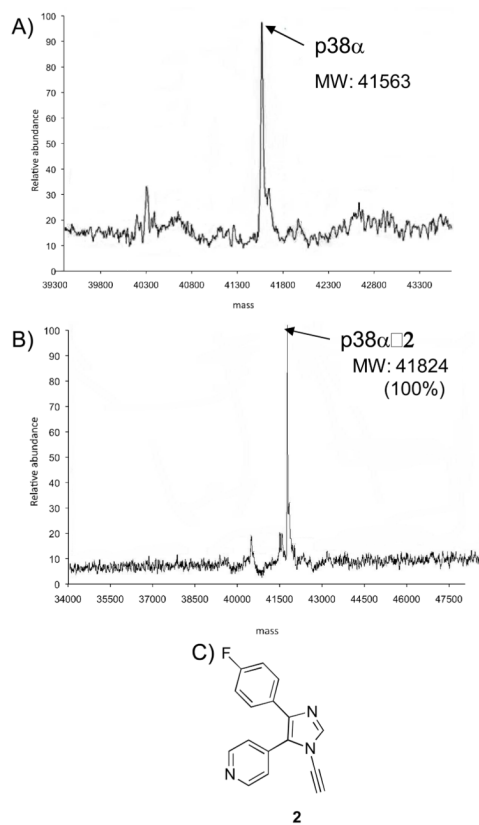 A)
100
90
80
70
60
50
40
30
20
10
0
Relative abundance
p38α
MW: 41563
39300 39800 40300 40800 41300 41800 42300 42800 43300
mass
B)
100
90
80
70
60
50
40
30
20
10
0
Relative abundance
p38α□2
MW: 41824
(100%)
34000 35500 37000 38500 40000 41500 43000 44500 46000 47500
mass
C)
F
N
N
N
2